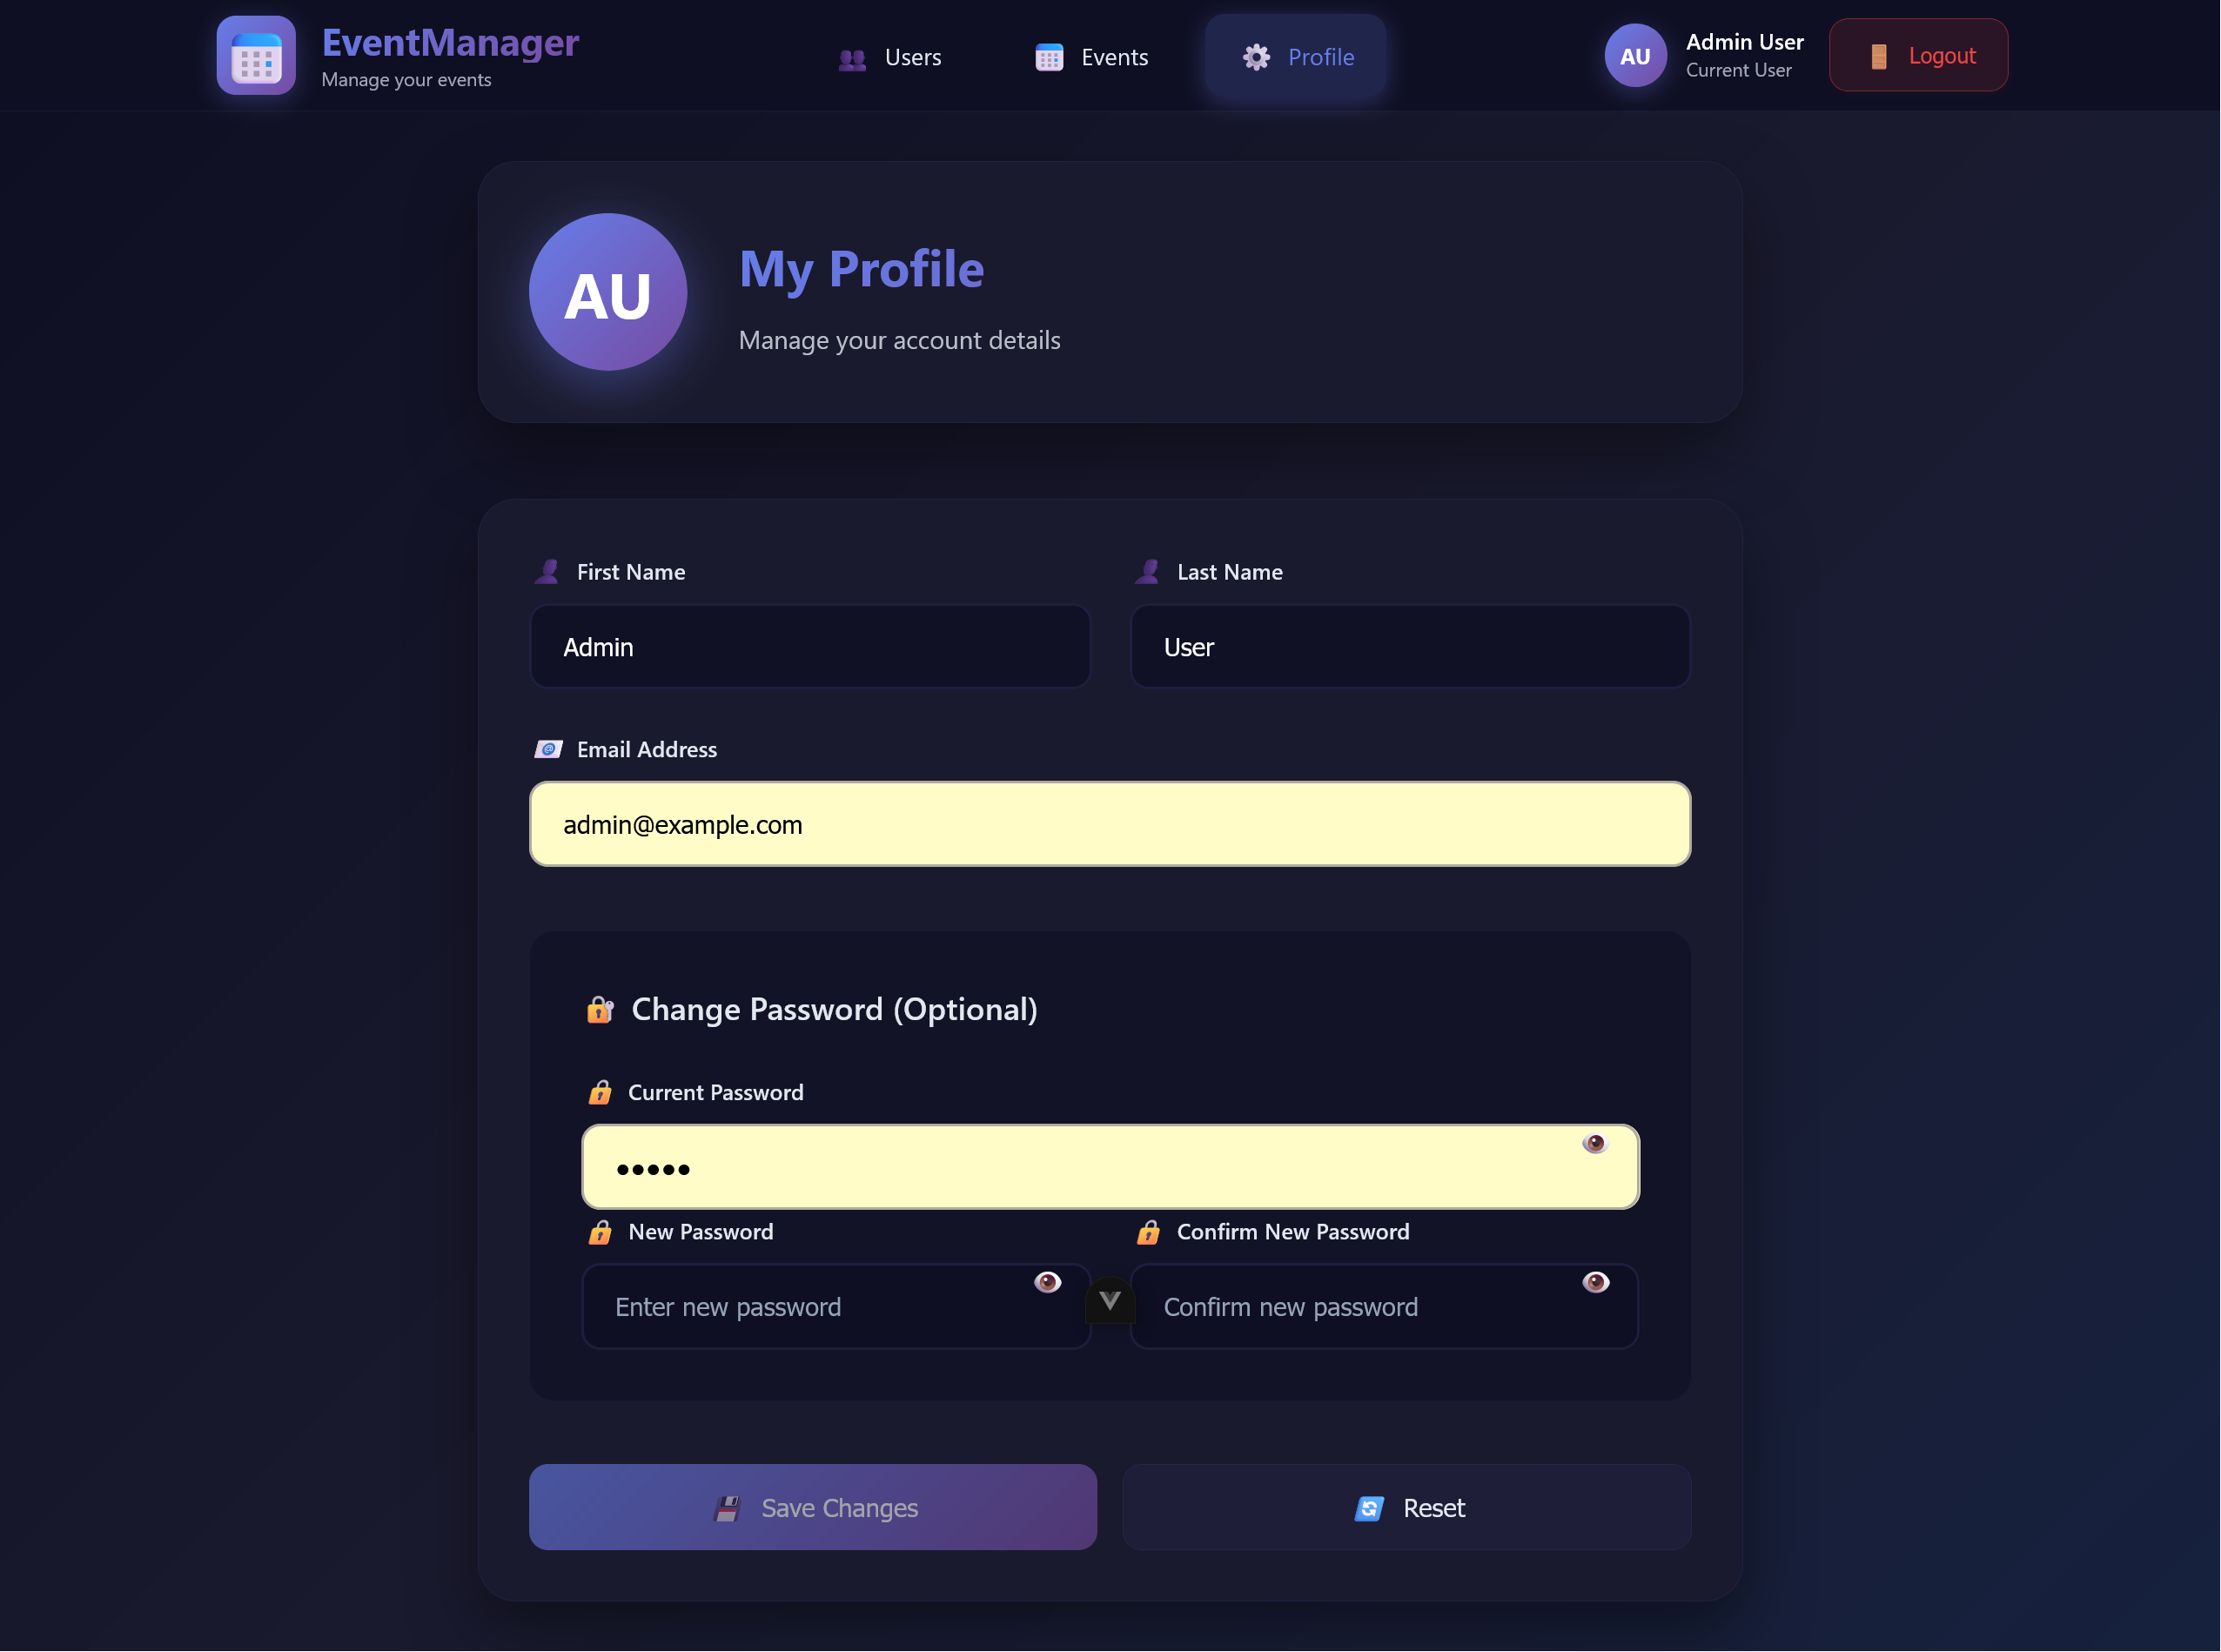 EventManager
Manage your events
Users
Events
Profile
AU
Admin User
Current User
Logout
AU
My Profile
Manage your account details
First Name
Last Name
Admin
User
Email Address
admin@example.com
Change Password (Optional)
Current Password
•••••
New Password
Confirm New Password
Enter new password
Confirm new password
Save Changes
Reset